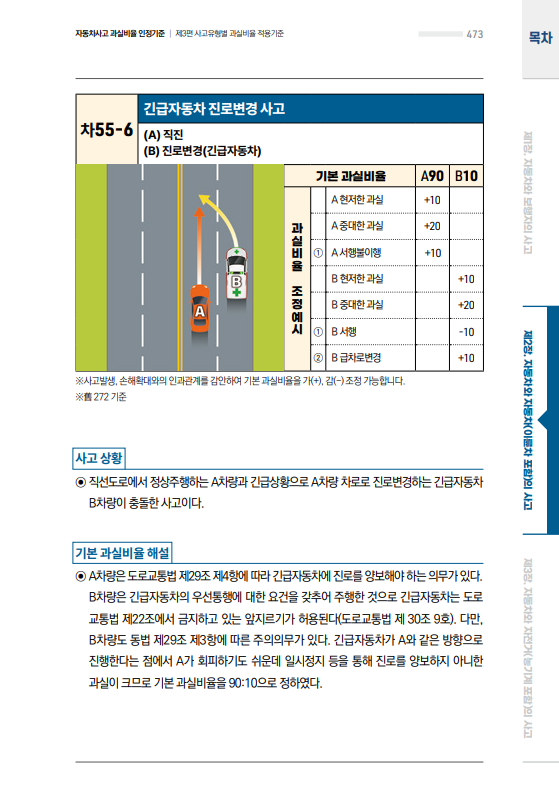 자동차사고 과실비율 인정기준 | 제3편 사고유형별 과실비율 적용기준
473
목차
차55-6
긴급자동차 진로변경 사고
(A) 직진
(B) 진로변경(긴급자동차)
기본 과실비율 A90 B10
과실비율 조정예시
A 현저한 과실 +10
A 중대한 과실 +20
① A 서행불이행 +10
B 현저한 과실 +10
B 중대한 과실 +20
① B 서행 -10
② B 급차로변경 +10
A
B
※사고발생, 손해확대와의 인과관계를 감안하여 기본 과실비율을 가(+), 감(-) 조정 가능합니다.
※舊 272 기준
사고 상황
◉ 직선도로에서 정상주행하는 A차량과 긴급상황으로 A차량 차로로 진로변경하는 긴급자동차
B차량이 충돌한 사고이다.
기본 과실비율 해설
◉ A차량은 도로교통법 제29조 제4항에 따라 긴급자동차에 진로를 양보해야 하는 의무가 있다.
B차량은 긴급자동차의 우선통행에 대한 요건을 갖추어 주행한 것으로 긴급자동차는 도로
교통법 제22조에서 금지하고 있는 앞지르기가 허용된다(도로교통법 제 30조 9호). 다만,
B차량도 동법 제29조 제3항에 따른 주의의무가 있다. 긴급자동차가 A와 같은 방향으로
진행한다는 점에서 A가 회피하기도 쉬운데 일시정지 등을 통해 진로를 양보하지 아니한
과실이 크므로 기본 과실비율을 90:10으로 정하였다.
제1장. 자동차와 보행자의 사고
제2장. 자동차와 자동차(이륜차 포함)의 사고
제3장. 자동차와 자전거(농기계 포함)의 사고